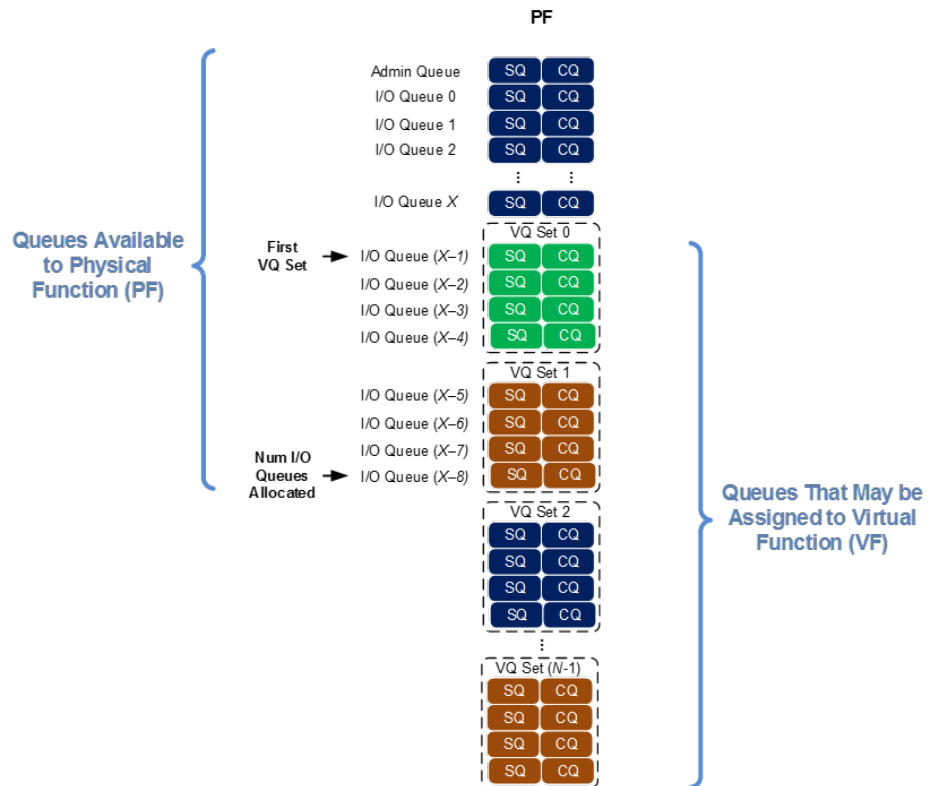 PF
Admin Queue SQ CQ
I/O Queue 0 SQ CQ
I/O Queue 1 SQ CQ
I/O Queue 2 SQ CQ
⋮ ⋮
I/O Queue X SQ CQ
VQ Set 0
First
VQ Set
I/O Queue (X–1) SQ CQ
I/O Queue (X–2) SQ CQ
I/O Queue (X–3) SQ CQ
I/O Queue (X–4) SQ CQ
Queues Available
to Physical
Function (PF)
VQ Set 1
I/O Queue (X–5) SQ CQ
I/O Queue (X–6) SQ CQ
I/O Queue (X–7) SQ CQ
I/O Queue (X–8) SQ CQ
Num I/O
Queues
Allocated
VQ Set 2
SQ CQ
SQ CQ
SQ CQ
SQ CQ
Queues That May be
Assigned to Virtual
Function (VF)
⋮
VQ Set (N-1)
SQ CQ
SQ CQ
SQ CQ
SQ CQ